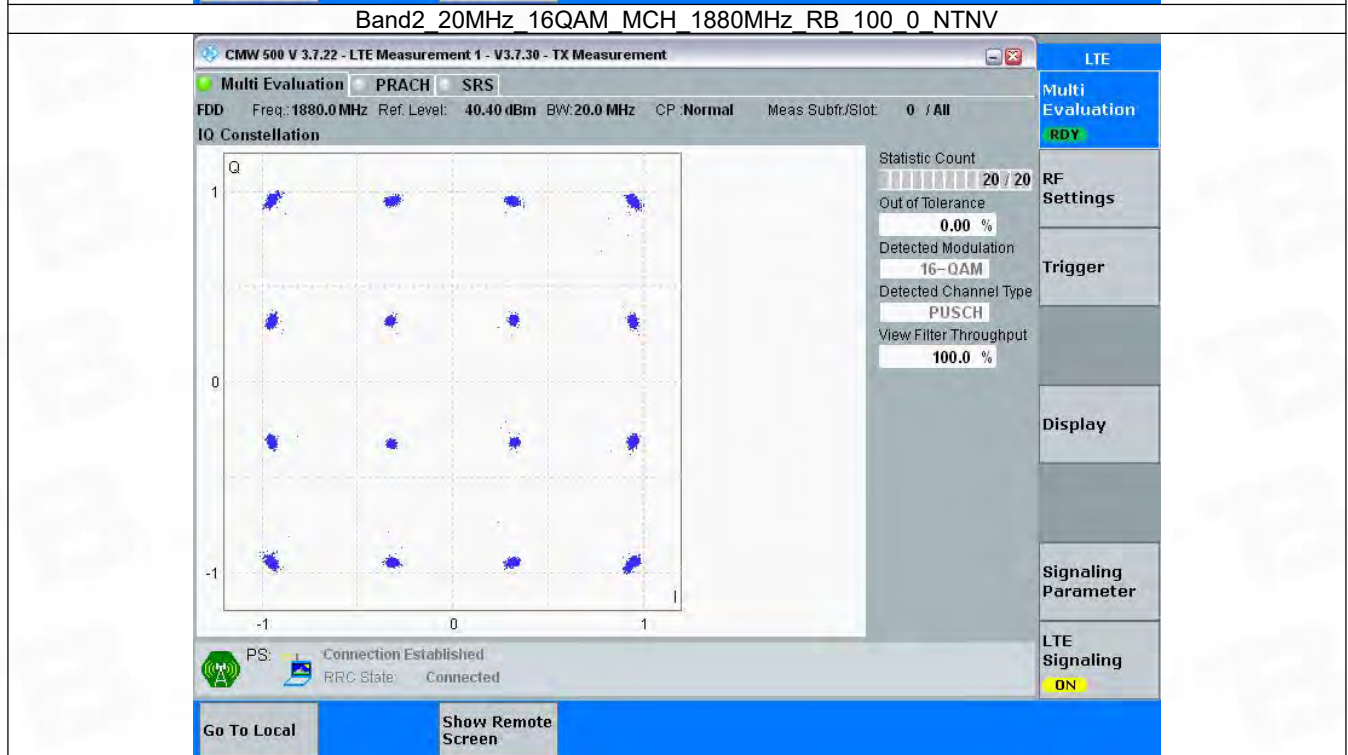 Band2_20MHz_16QAM_MCH_1880MHz_RB_100_0_NTNV
CMW 500 V 3.7.22 - LTE Measurement 1 - V3.7.30 - TX Measurement
LTE
Multi Evaluation PRACH SRS
FDD Freq.: 1880.0 MHz Ref. Level: 40.40 dBm BW: 20.0 MHz CP :Normal Meas Subfr./Slot: 0 / All
IQ Constellation
Q
1
0
-1
-1 0 1
I
Statistic Count
20 / 20
Out of Tolerance
0.00 %
Detected Modulation
16-QAM
Detected Channel Type
PUSCH
View Filter Throughput
100.0 %
Multi
Evaluation
RDY
RF
Settings
Trigger
Display
Signaling
Parameter
LTE
Signaling
ON
PS: Connection Established
RRC State: Connected
Go To Local
Show Remote
Screen